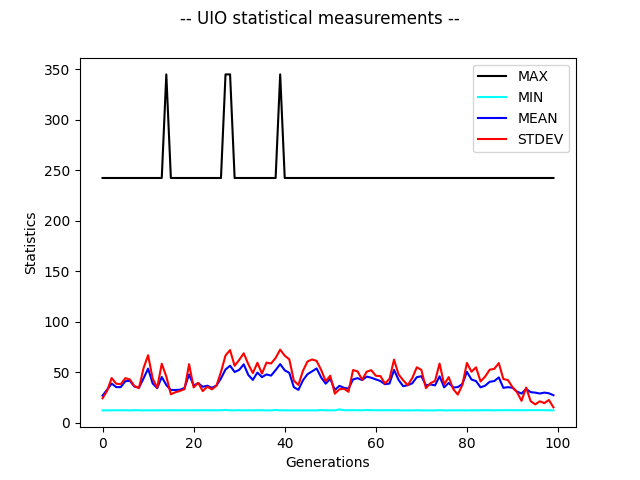 -- UIO statistical measurements --
MAX
MIN
MEAN
STDEV
350
300
250
200
150
100
50
0
Statistics
0 20 40 60 80 100
Generations